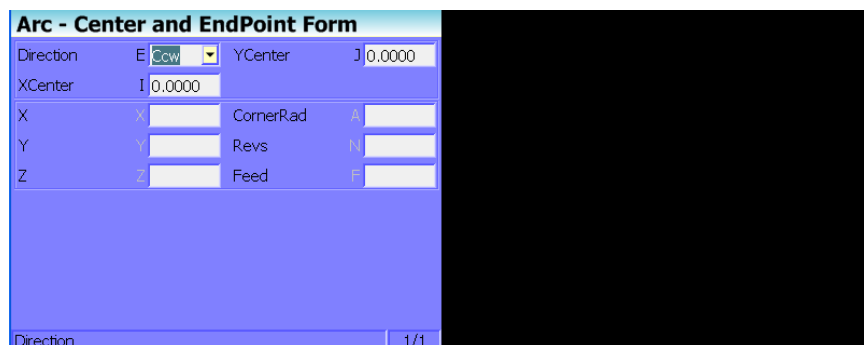 Arc - Center and EndPoint Form
Direction E Ccw YCenter J 0.0000
XCenter I 0.0000
X X CornerRad A
Y Y Revs N
Z Z Feed F
Direction 1/1